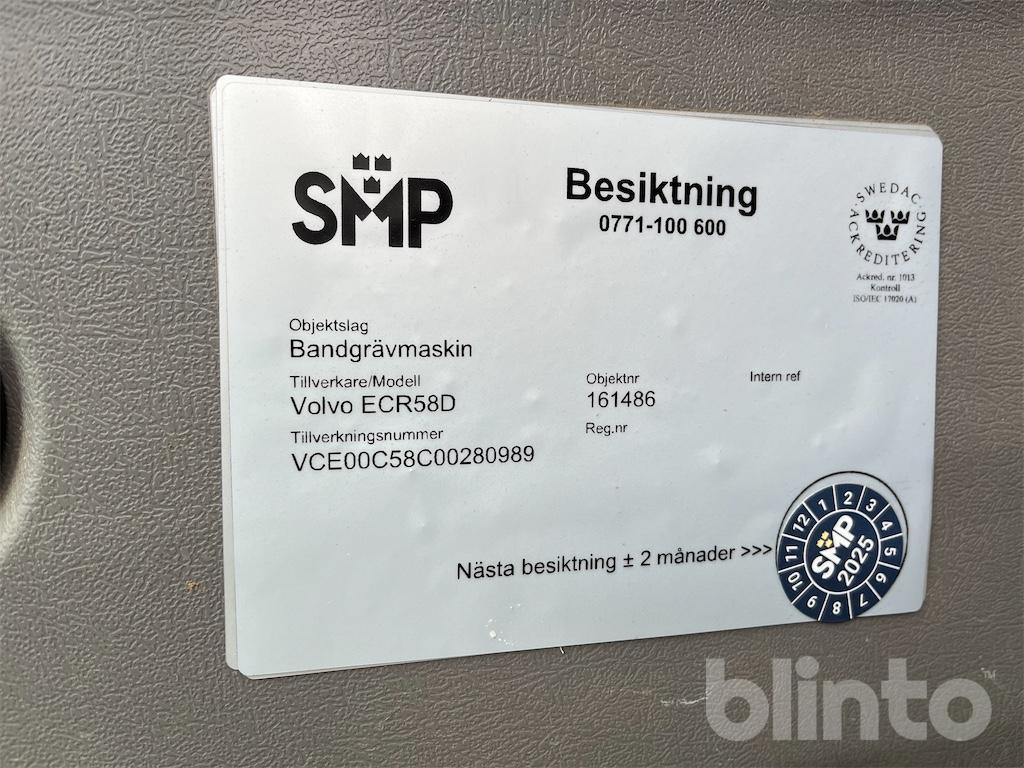 SMP
Besiktning
0771-100 600
SWEDAC
ACKREDITERING
Ackred. nr. 1013
Kontroll
ISO/IEC 17020 (A)
Objektslag
Bandgrävmaskin
Tillverkare/Modell
Volvo ECR58D
Objektnr
161486
Intern ref
Tillverkningsnummer
VCE00C58C00280989
Reg.nr
Nästa besiktning ± 2 månader >>>
1 2 3 4 5 6 7 8 9 10 11 12
SMP
2025
blinto™